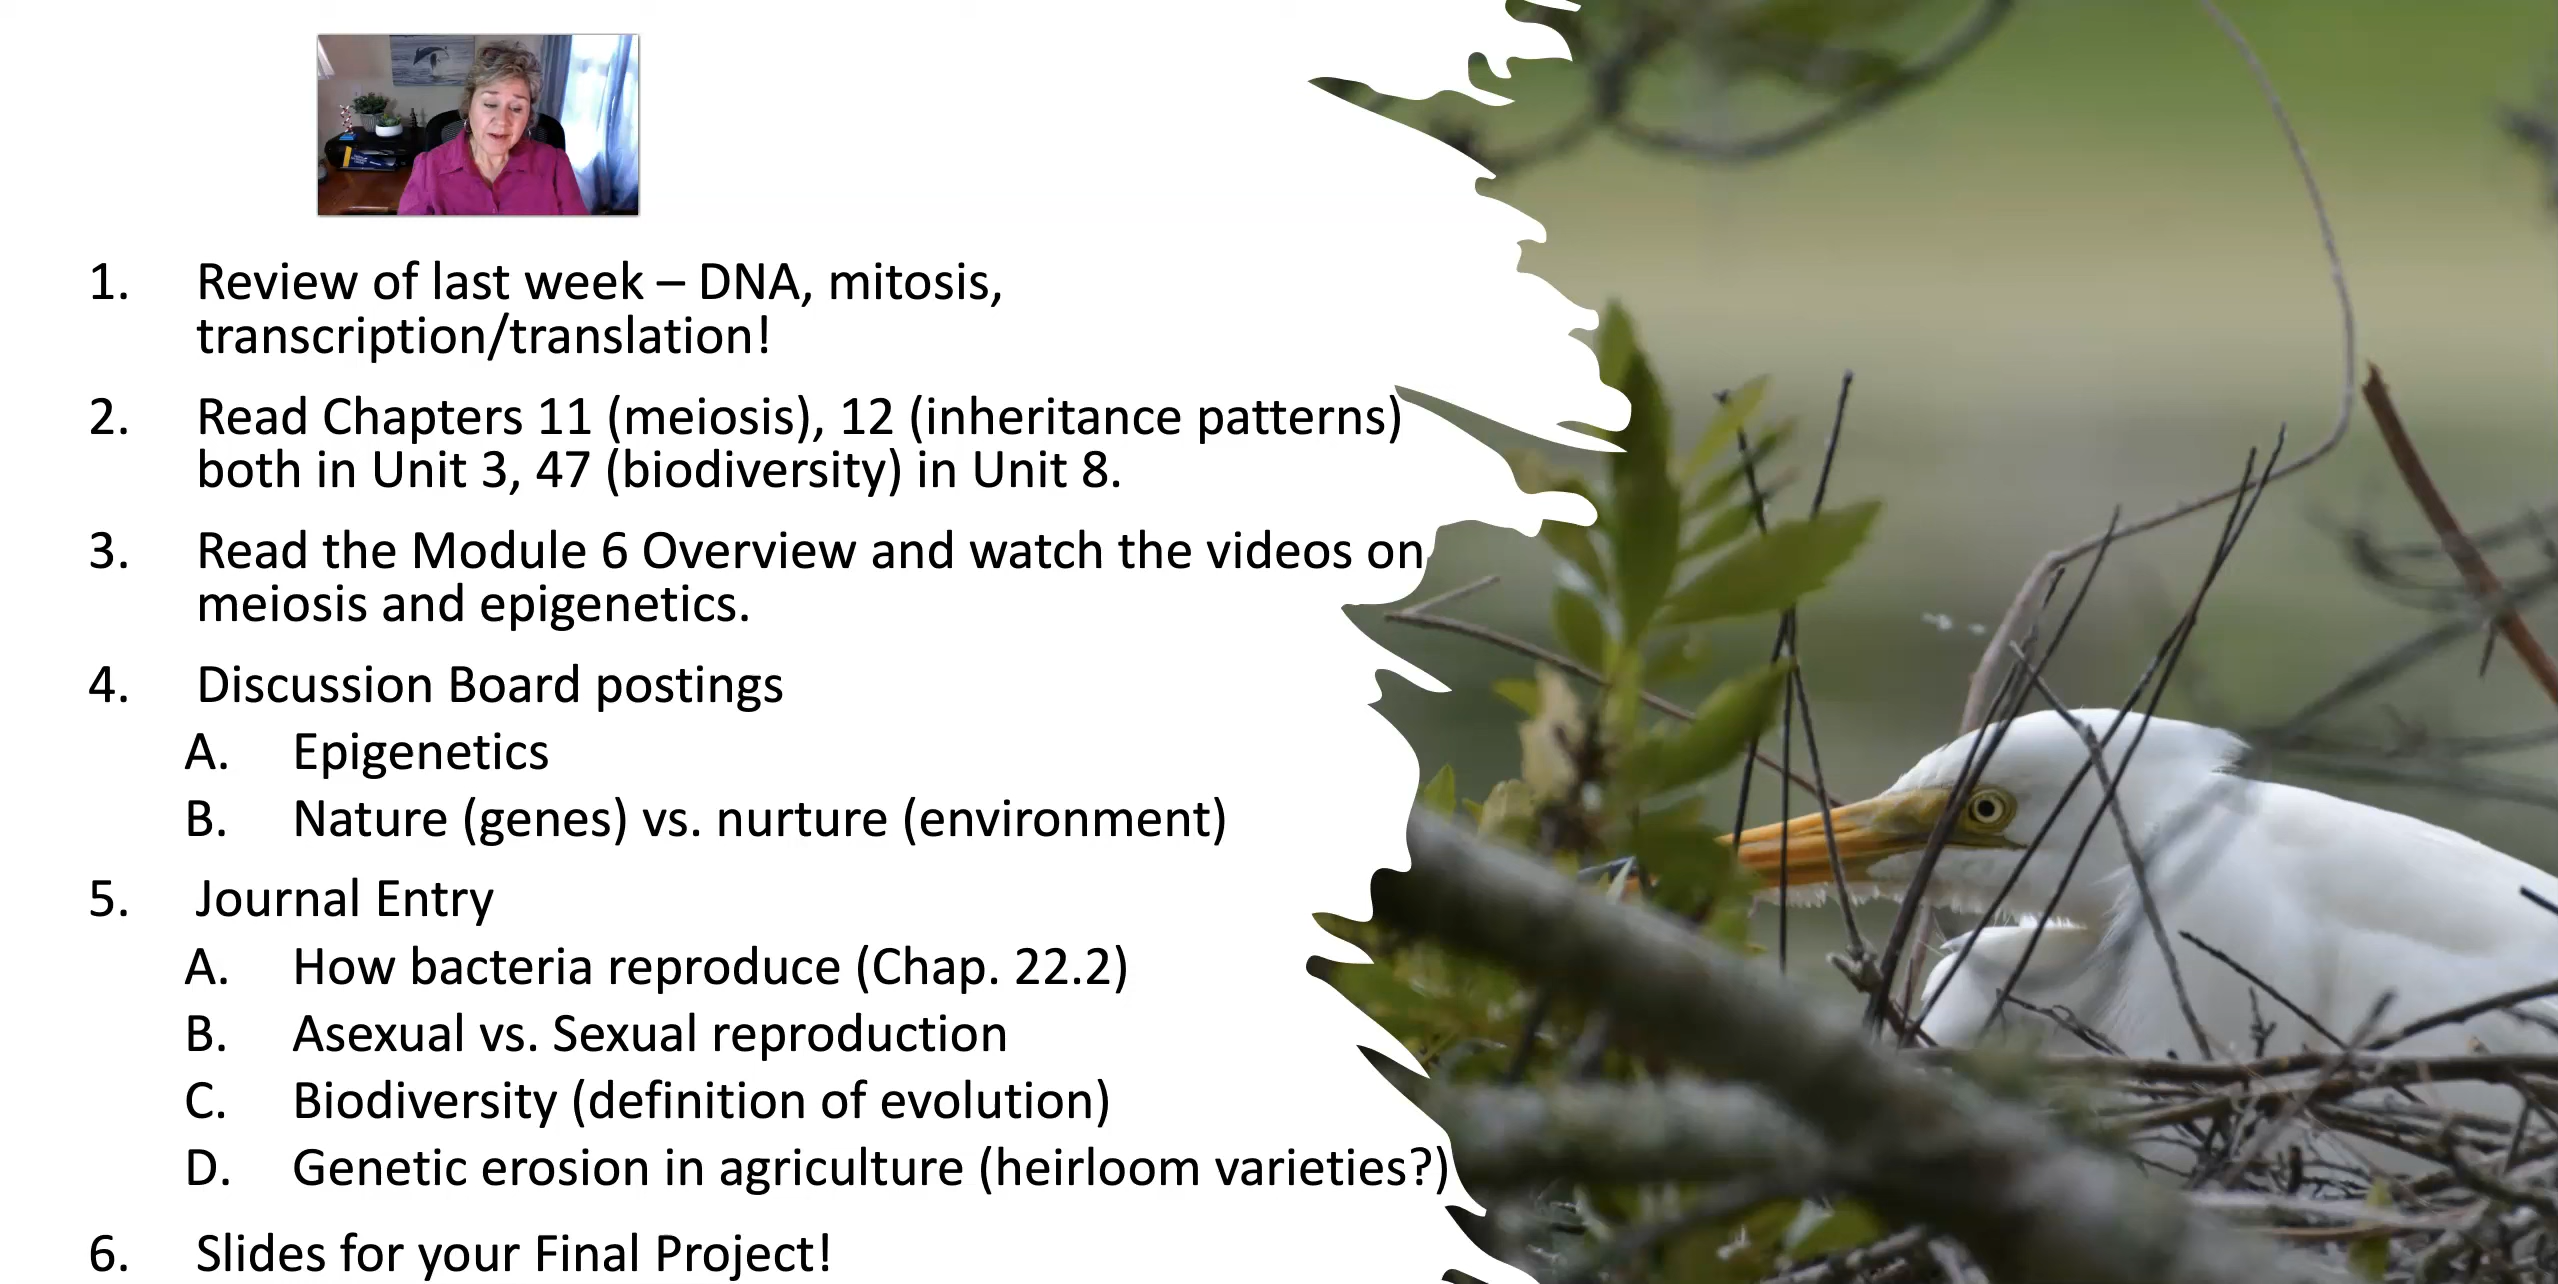 1. Review of last week – DNA, mitosis,
transcription/translation!
2. Read Chapters 11 (meiosis), 12 (inheritance patterns)
both in Unit 3, 47 (biodiversity) in Unit 8.
3. Read the Module 6 Overview and watch the videos on
meiosis and epigenetics.
4. Discussion Board postings
A. Epigenetics
B. Nature (genes) vs. nurture (environment)
5. Journal Entry
A. How bacteria reproduce (Chap. 22.2)
B. Asexual vs. Sexual reproduction
C. Biodiversity (definition of evolution)
D. Genetic erosion in agriculture (heirloom varieties?)
6. Slides for your Final Project!